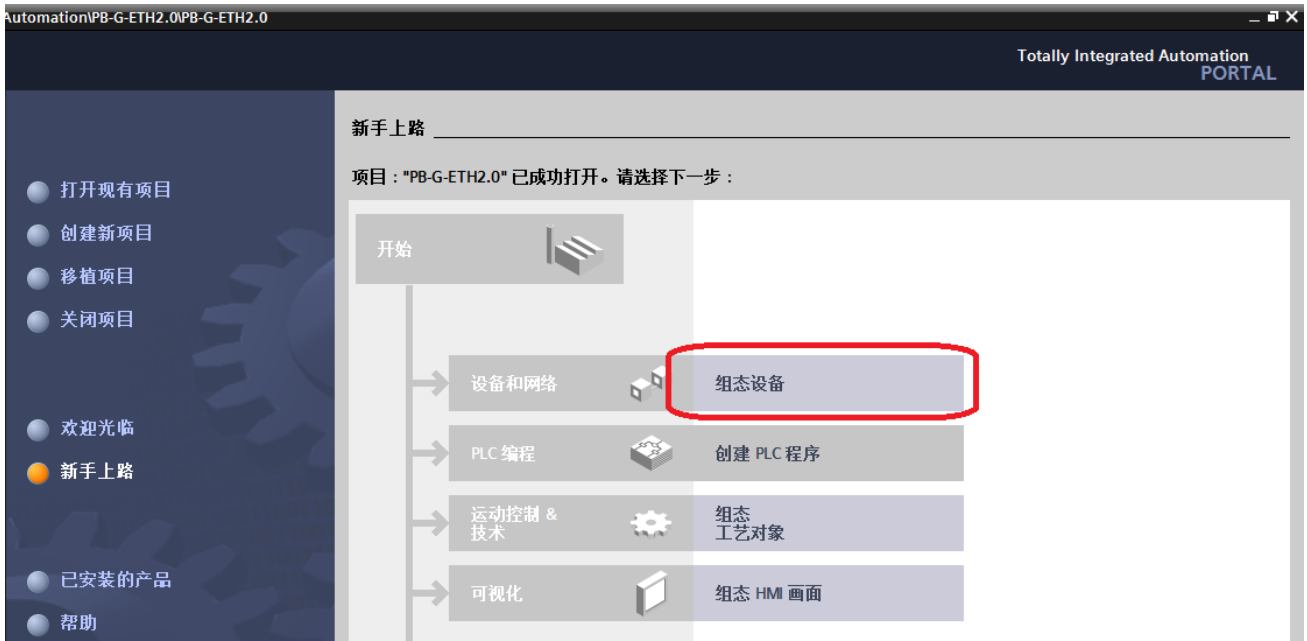 Automation\PB-G-ETH2.0\PB-G-ETH2.0
Totally Integrated Automation
PORTAL
打开现有项目
创建新项目
移植项目
关闭项目
欢迎光临
新手上路
已安装的产品
帮助
新手上路
项目："PB-G-ETH2.0" 已成功打开。请选择下一步：
开始
设备和网络
组态设备
PLC 编程
创建 PLC 程序
运动控制 &
技术
组态
工艺对象
可视化
组态 HMI 画面